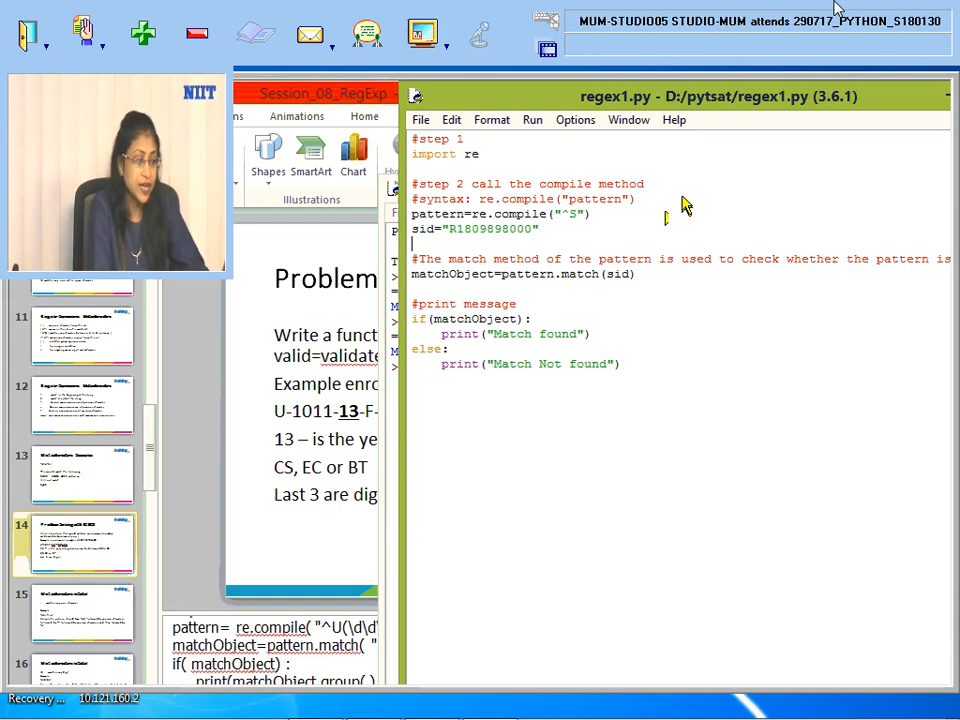 MUM-STUDIO05 STUDIO-MUM attends 290717_PYTHON_S180130
NIIT
Session_08_RegExp
Animations
Home
Shapes
SmartArt
Chart
Illustrations
regex1.py - D:/pytsat/regex1.py (3.6.1)
File Edit Format Run Options Window Help
#step 1
import re
#step 2 call the compile method
#syntax: re.compile("pattern")
pattern=re.compile("^S")
sid="R1809898000"
#The match method of the pattern is used to check whether the pattern is
matchObject=pattern.match(sid)
#print message
if(matchObject):
print("Match found")
else:
print("Match Not found")
Problem
Write a funct
valid=validate
Example enro
U-1011-13-F-
13 – is the ye
CS, EC or BT
Last 3 are dig
11
12
13
14
15
16
pattern= re.compile( "^U(\d\d\
matchObject=pattern.match( "
if( matchObject) :
print(matchObject.group( )
Recovery ... 10.121.160.2